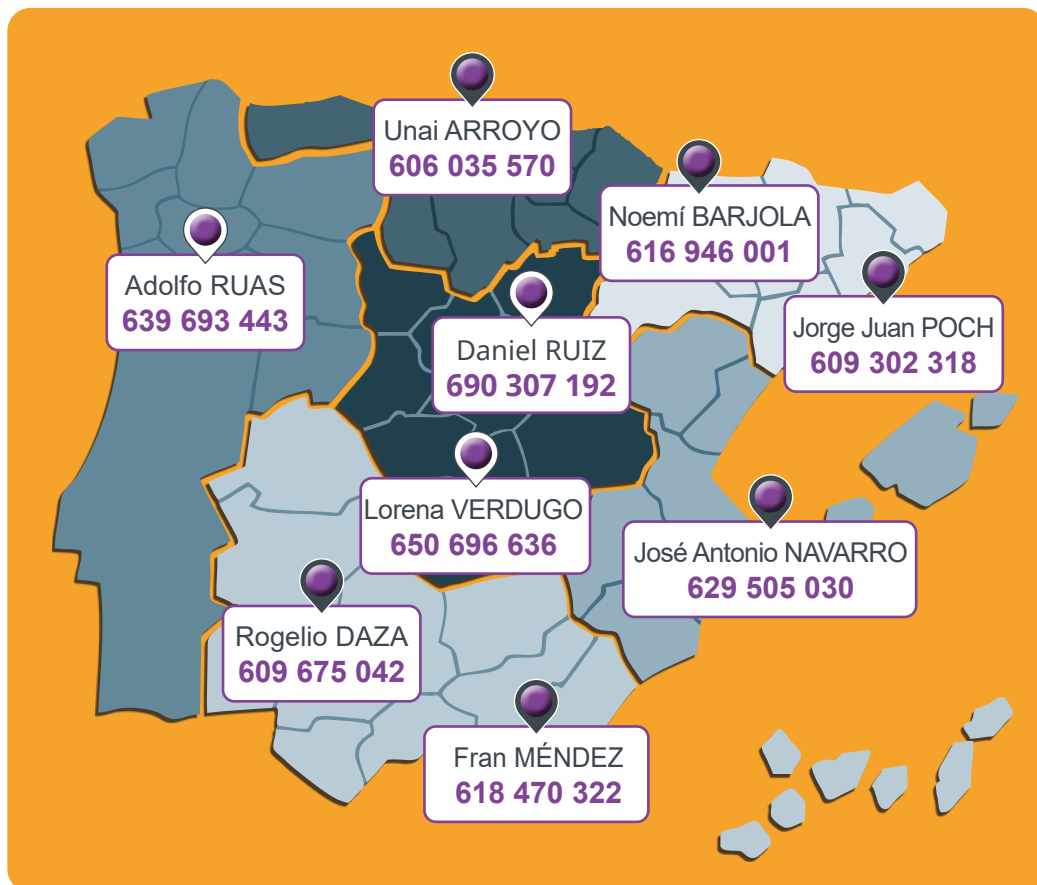 Unai ARROYO
606 035 570
Noemí BARJOLA
616 946 001
Adolfo RUAS
639 693 443
Jorge Juan POCH
609 302 318
Daniel RUIZ
690 307 192
Lorena VERDUGO
650 696 636
José Antonio NAVARRO
629 505 030
Rogelio DAZA
609 675 042
Fran MÉNDEZ
618 470 322